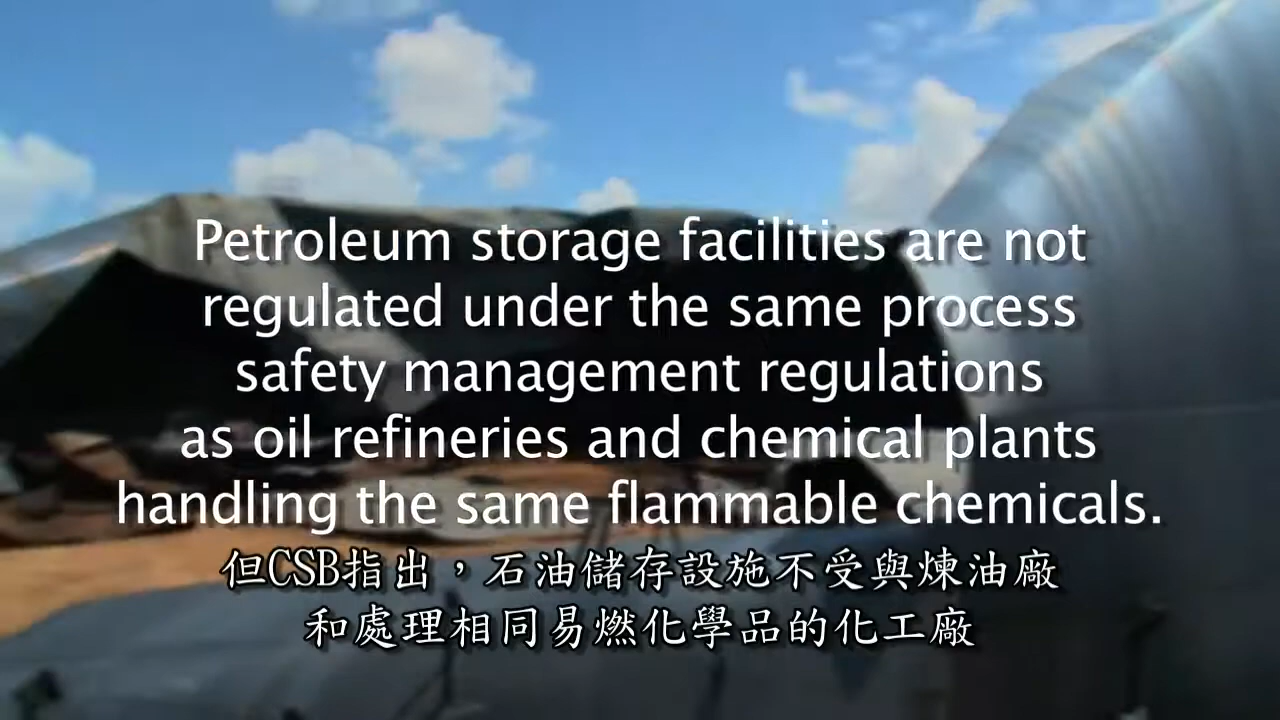 Petroleum storage facilities are not
regulated under the same process
safety management regulations
as oil refineries and chemical plants
handling the same flammable chemicals.
但CSB指出，石油儲存設施不受與煉油廠
和處理相同易燃化學品的化工廠